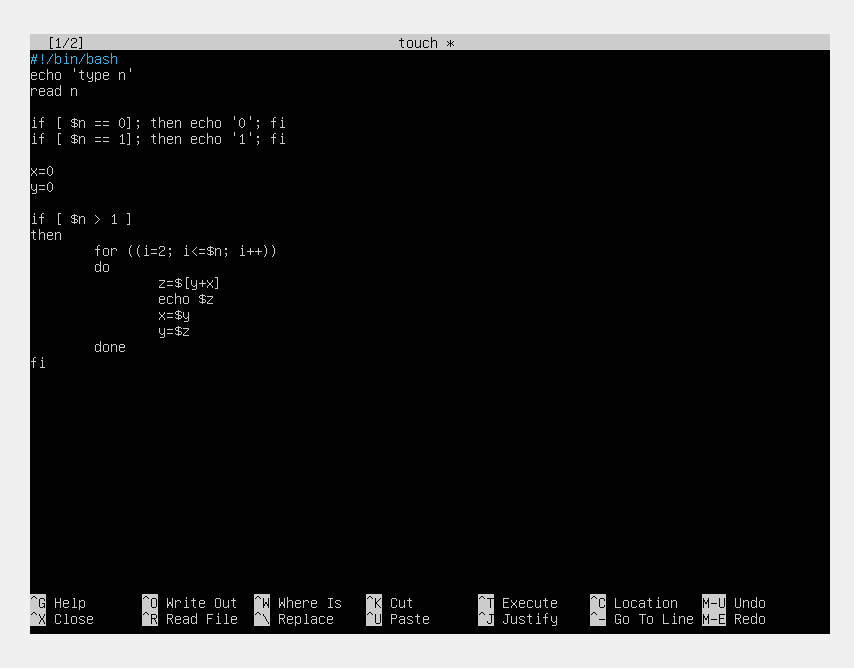 [1/2] touch *
#!/bin/bash
echo 'type n'
read n
if [ $n == 0]; then echo '0'; fi
if [ $n == 1]; then echo '1'; fi
x=0
y=0
if [ $n > 1 ]
then
for ((i=2; i<=$n; i++))
do
z=$[y+x]
echo $z
x=$y
y=$z
done
fi
^G Help ^O Write Out ^W Where Is ^K Cut ^T Execute ^C Location M-U Undo
^X Close ^R Read File ^\ Replace ^U Paste ^J Justify ^- Go To Line M-E Redo